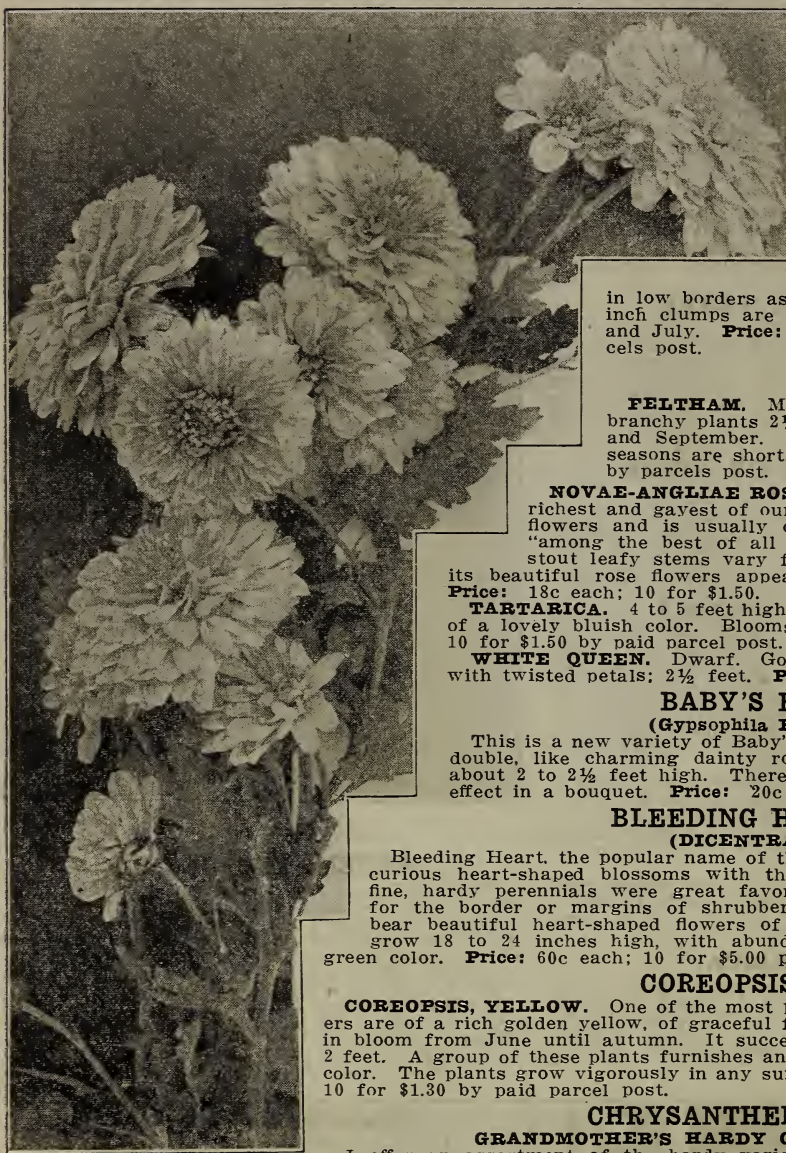 in low borders as
inch clumps are
and July. Price:
cels post.
FELTHAM. M
branchy plants 2½
and September.
seasons are short
by parcels post.
NOVAE-ANGLIAE ROS
richest and gayest of our
flowers and is usually
"among the best of all
stout leafy stems vary f
its beautiful rose flowers appea
Price: 18c each; 10 for $1.50.
TARTARICA. 4 to 5 feet high,
of a lovely bluish color. Blooms
10 for $1.50 by paid parcel post.
WHITE QUEEN. Dwarf. Go
with twisted petals; 2½ feet. P
BABY'S
(Gypsophila
This is a new variety of Baby'
double, like charming dainty ro
about 2 to 2½ feet high. There
effect in a bouquet. Price: 20c
BLEEDING H
(DICENTRA
Bleeding Heart, the popular name of t
curious heart-shaped blossoms with th
fine, hardy perennials were great favor
for the border or margins of shrubber
bear beautiful heart-shaped flowers of
grow 18 to 24 inches high, with abund
green color. Price: 60c each; 10 for $5.00 p
COREOPSIS
COREOPSIS, YELLOW. One of the most p
ers are of a rich golden yellow, of graceful f
in bloom from June until autumn. It succe
2 feet. A group of these plants furnishes an
color. The plants grow vigorously in any su
10 for $1.30 by paid parcel post.
CHRYSANTHE
GRANDMOTHER'S HARDY